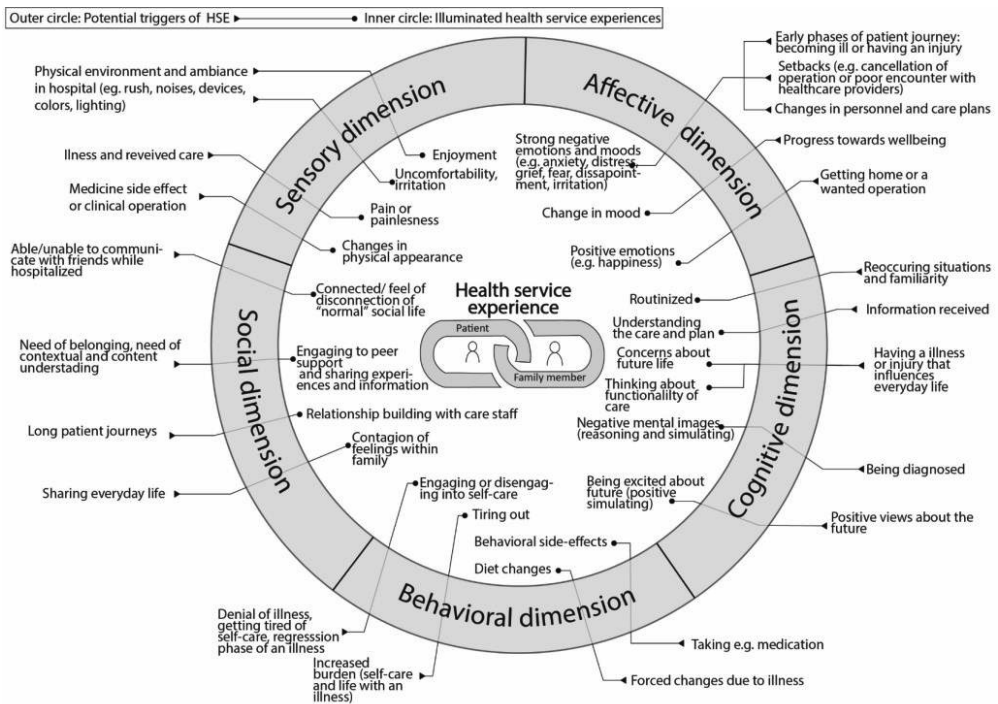 Outer circle: Potential triggers of HSE
Inner circle: Illuminated health service experiences
Sensory dimension
Physical environment and ambiance
in hospital (eg. rush, noises, devices,
colors, lighting)
Enjoyment
Uncomfortability,
irritation
Ilness and reveived care
Pain or
painlesness
Medicine side effect
or clinical operation
Changes in
physical appearance
Affective dimension
Early phases of patient journey:
becoming ill or having an injury
Setbacks (e.g. cancellation of
operation or poor encounter with
healthcare providers)
Changes in personnel and care plans
Strong negative
emotions and moods
(e.g. anxiety, distress,
grief, fear, dissapoint-
ment, irritation)
Progress towards wellbeing
Change in mood
Getting home or a
wanted operation
Positive emotions
(e.g. happiness)
Health service
experience
Patient
Family member
Social dimension
Able/unable to communi-
cate with friends while
hospitalized
Connected/ feel of
disconnection of
"normal" social life
Need of belonging, need of
contextual and content
understading
Engaging to peer
support
and sharing experi-
ences and information
Long patient journeys
Relationship building with care staff
Sharing everyday life
Contagion of
feelings within
family
Cognitive dimension
Reoccuring situations
and familiarity
Routinized
Information received
Understanding
the care and plan
Having a illness
or injury that
influences
everyday life
Concerns about
future life
Thinking about
functionalilty of
care
Being diagnosed
Negative mental images
(reasoning and simulating)
Positive views about the
future
Being excited about
future (positive
simulating)
Behavioral dimension
Engaging or disengag-
ing into self-care
Denial of illness,
getting tired of
self-care, regresssion
phase of an illness
Tiring out
Increased
burden (self-care
and life with an
illness)
Behavioral side-effects
Taking e.g. medication
Diet changes
Forced changes due to illness